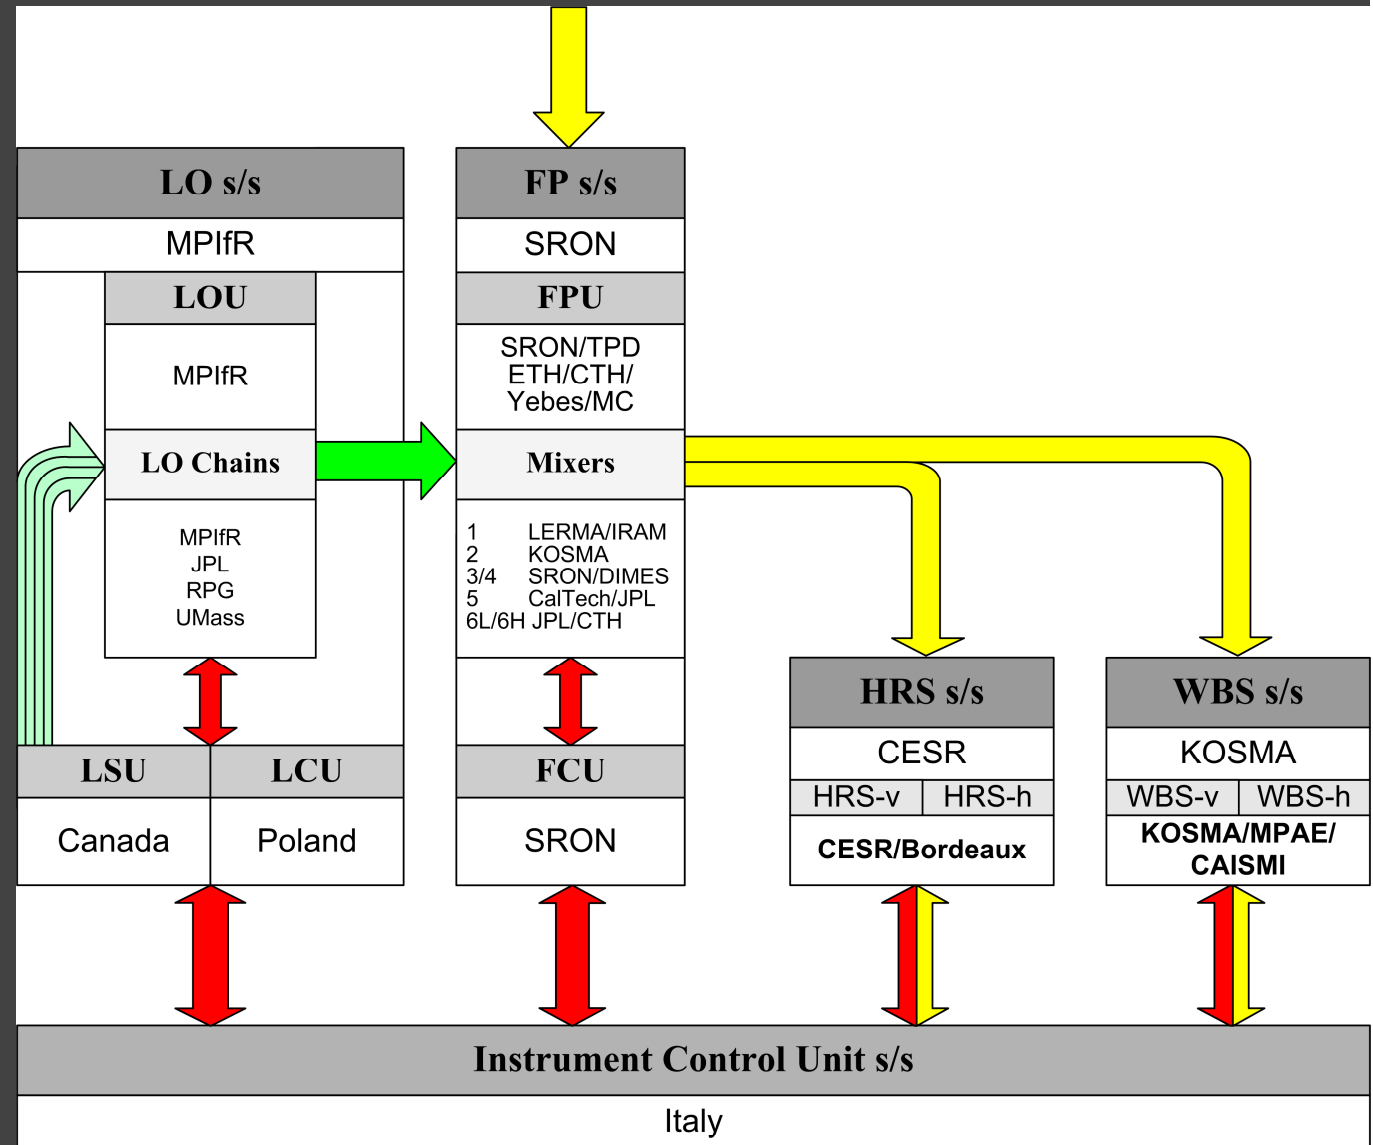 LO s/s
MPIfR
LOU
MPIfR
LO Chains
MPIfR
JPL
RPG
UMass
LSU
LCU
Canada
Poland
FP s/s
SRON
FPU
SRON/TPD
ETH/CTH/
Yebes/MC
Mixers
1 LERMA/IRAM
2 KOSMA
3/4 SRON/DIMES
5 CalTech/JPL
6L/6H JPL/CTH
FCU
SRON
HRS s/s
CESR
HRS-v HRS-h
CESR/Bordeaux
WBS s/s
KOSMA
WBS-v WBS-h
KOSMA/MPAE/
CAISMI
Instrument Control Unit s/s
Italy